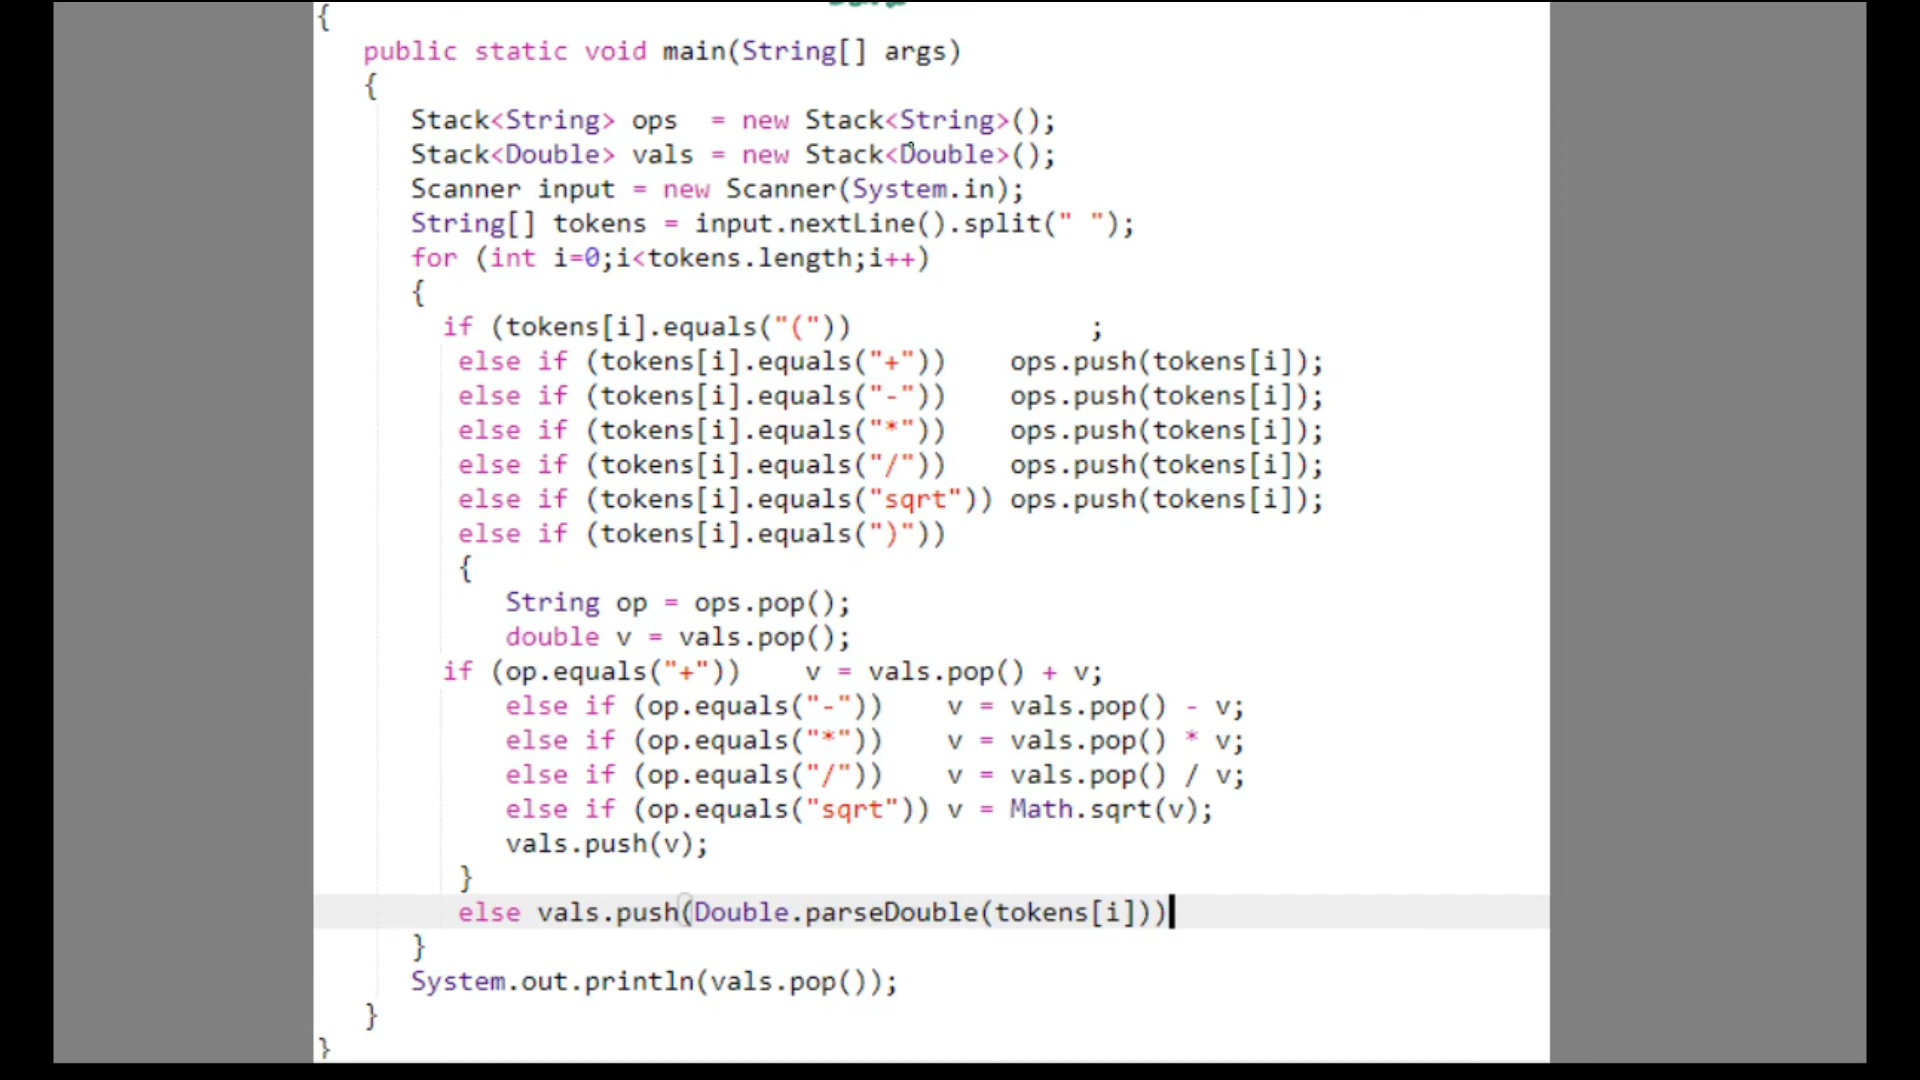 {
public static void main(String[] args)
{
Stack<String> ops = new Stack<String>();
Stack<Double> vals = new Stack<Double>();
Scanner input = new Scanner(System.in);
String[] tokens = input.nextLine().split(" ");
for (int i=0;i<tokens.length;i++)
{
if (tokens[i].equals("(")) ;
else if (tokens[i].equals("+")) ops.push(tokens[i]);
else if (tokens[i].equals("-")) ops.push(tokens[i]);
else if (tokens[i].equals("*")) ops.push(tokens[i]);
else if (tokens[i].equals("/")) ops.push(tokens[i]);
else if (tokens[i].equals("sqrt")) ops.push(tokens[i]);
else if (tokens[i].equals(")"))
{
String op = ops.pop();
double v = vals.pop();
if (op.equals("+")) v = vals.pop() + v;
else if (op.equals("-")) v = vals.pop() - v;
else if (op.equals("*")) v = vals.pop() * v;
else if (op.equals("/")) v = vals.pop() / v;
else if (op.equals("sqrt")) v = Math.sqrt(v);
vals.push(v);
}
else vals.push(Double.parseDouble(tokens[i]))
}
System.out.println(vals.pop());
}
}